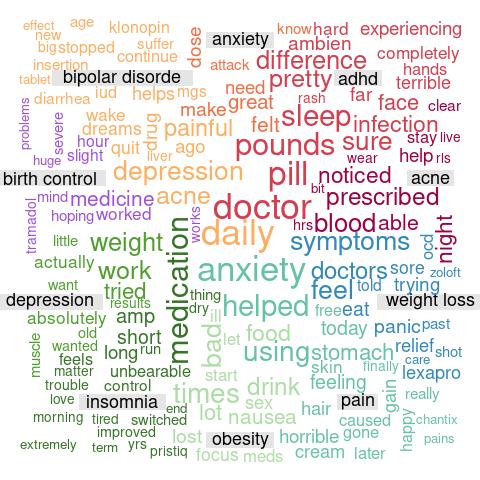 effect age klonopin know hard experiencing
new dose anxiety ambien
big stopped suffer difference completely
insertion continue attack hands
tablet bipolar disorde pretty adhd terrible
diarrhea iud helps mgs need rash far face clear
problems severe wake make great sleep infection
dreams drug painful felt sure stay live
hour quit ago pounds help rls
huge slight liver wear
birth control depression pill noticed acne
tramadol mind medicine acne bit prescribed
hoping worked works doctor hrs blood able night
little weight medication daily symptoms ocd
actually work anxiety doctors sore zoloft
want tried thing feel told trying
depression results dry helped free eat weight loss
absolutely amp ill today panic past
old short bad let food relief shot
muscle wanted long run using stomach care
feels skin finally lexapro
matter unbearable start feeling
trouble control times drink gain really
love insomnia end sex hair pain
morning tired switched lot nausea caused happy chantix
improved lost obesity horrible gone pains
extremely term yrs pristiq focus meds cream later